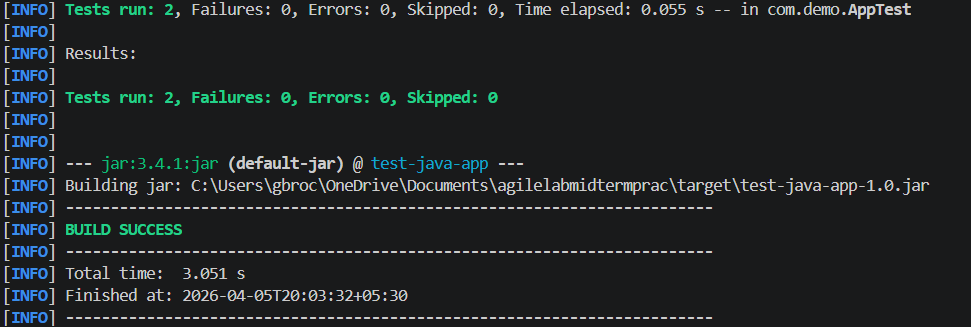 [INFO] Tests run: 2, Failures: 0, Errors: 0, Skipped: 0, Time elapsed: 0.055 s -- in com.demo.AppTest
[INFO]
[INFO] Results:
[INFO]
[INFO] Tests run: 2, Failures: 0, Errors: 0, Skipped: 0
[INFO]
[INFO]
[INFO] --- jar:3.4.1:jar (default-jar) @ test-java-app ---
[INFO] Building jar: C:\Users\gbroc\OneDrive\Documents\agilelabmidtermprac\target\test-java-app-1.0.jar
[INFO] ------------------------------------------------------------------------
[INFO] BUILD SUCCESS
[INFO] ------------------------------------------------------------------------
[INFO] Total time:  3.051 s
[INFO] Finished at: 2026-04-05T20:03:32+05:30
[INFO] ------------------------------------------------------------------------